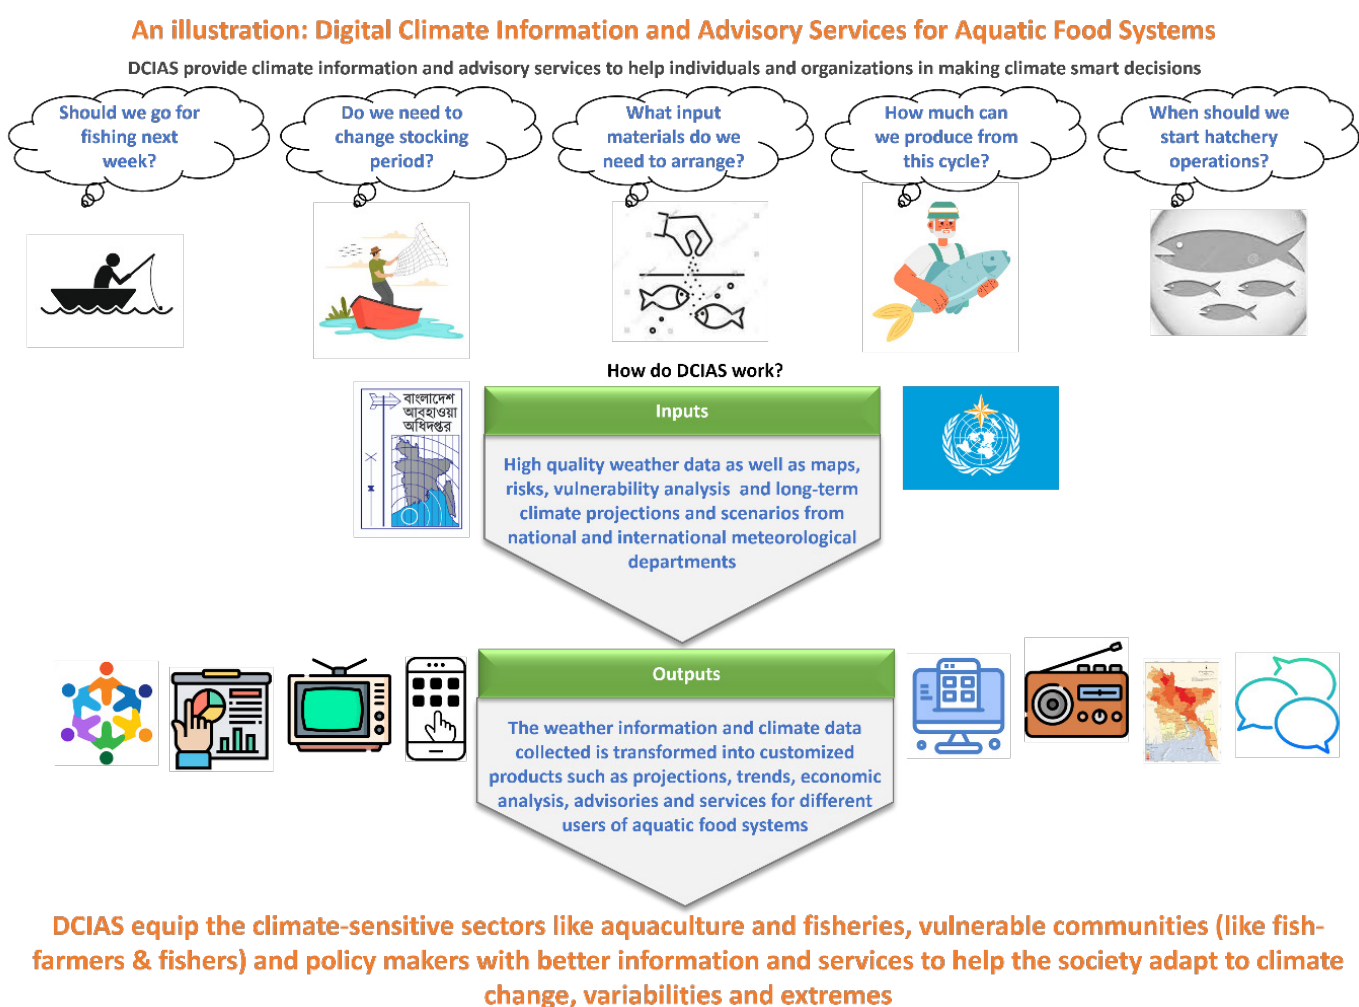 An illustration: Digital Climate Information and Advisory Services for Aquatic Food Systems
DCIAS provide climate information and advisory services to help individuals and organizations in making climate smart decisions
Should we go for
fishing next
week?
Do we need to
change stocking
period?
What input
materials do we
need to arrange?
How much can
we produce from
this cycle?
When should we
start hatchery
operations?
How do DCIAS work?
বাংলাদেশ
আবহাওয়া
অধিদপ্তর
Inputs
High quality weather data as well as maps,
risks, vulnerability analysis and long-term
climate projections and scenarios from
national and international meteorological
departments
Outputs
The weather information and climate data
collected is transformed into customized
products such as projections, trends, economic
analysis, advisories and services for different
users of aquatic food systems
DCIAS equip the climate-sensitive sectors like aquaculture and fisheries, vulnerable communities (like fish-
farmers & fishers) and policy makers with better information and services to help the society adapt to climate
change, variabilities and extremes